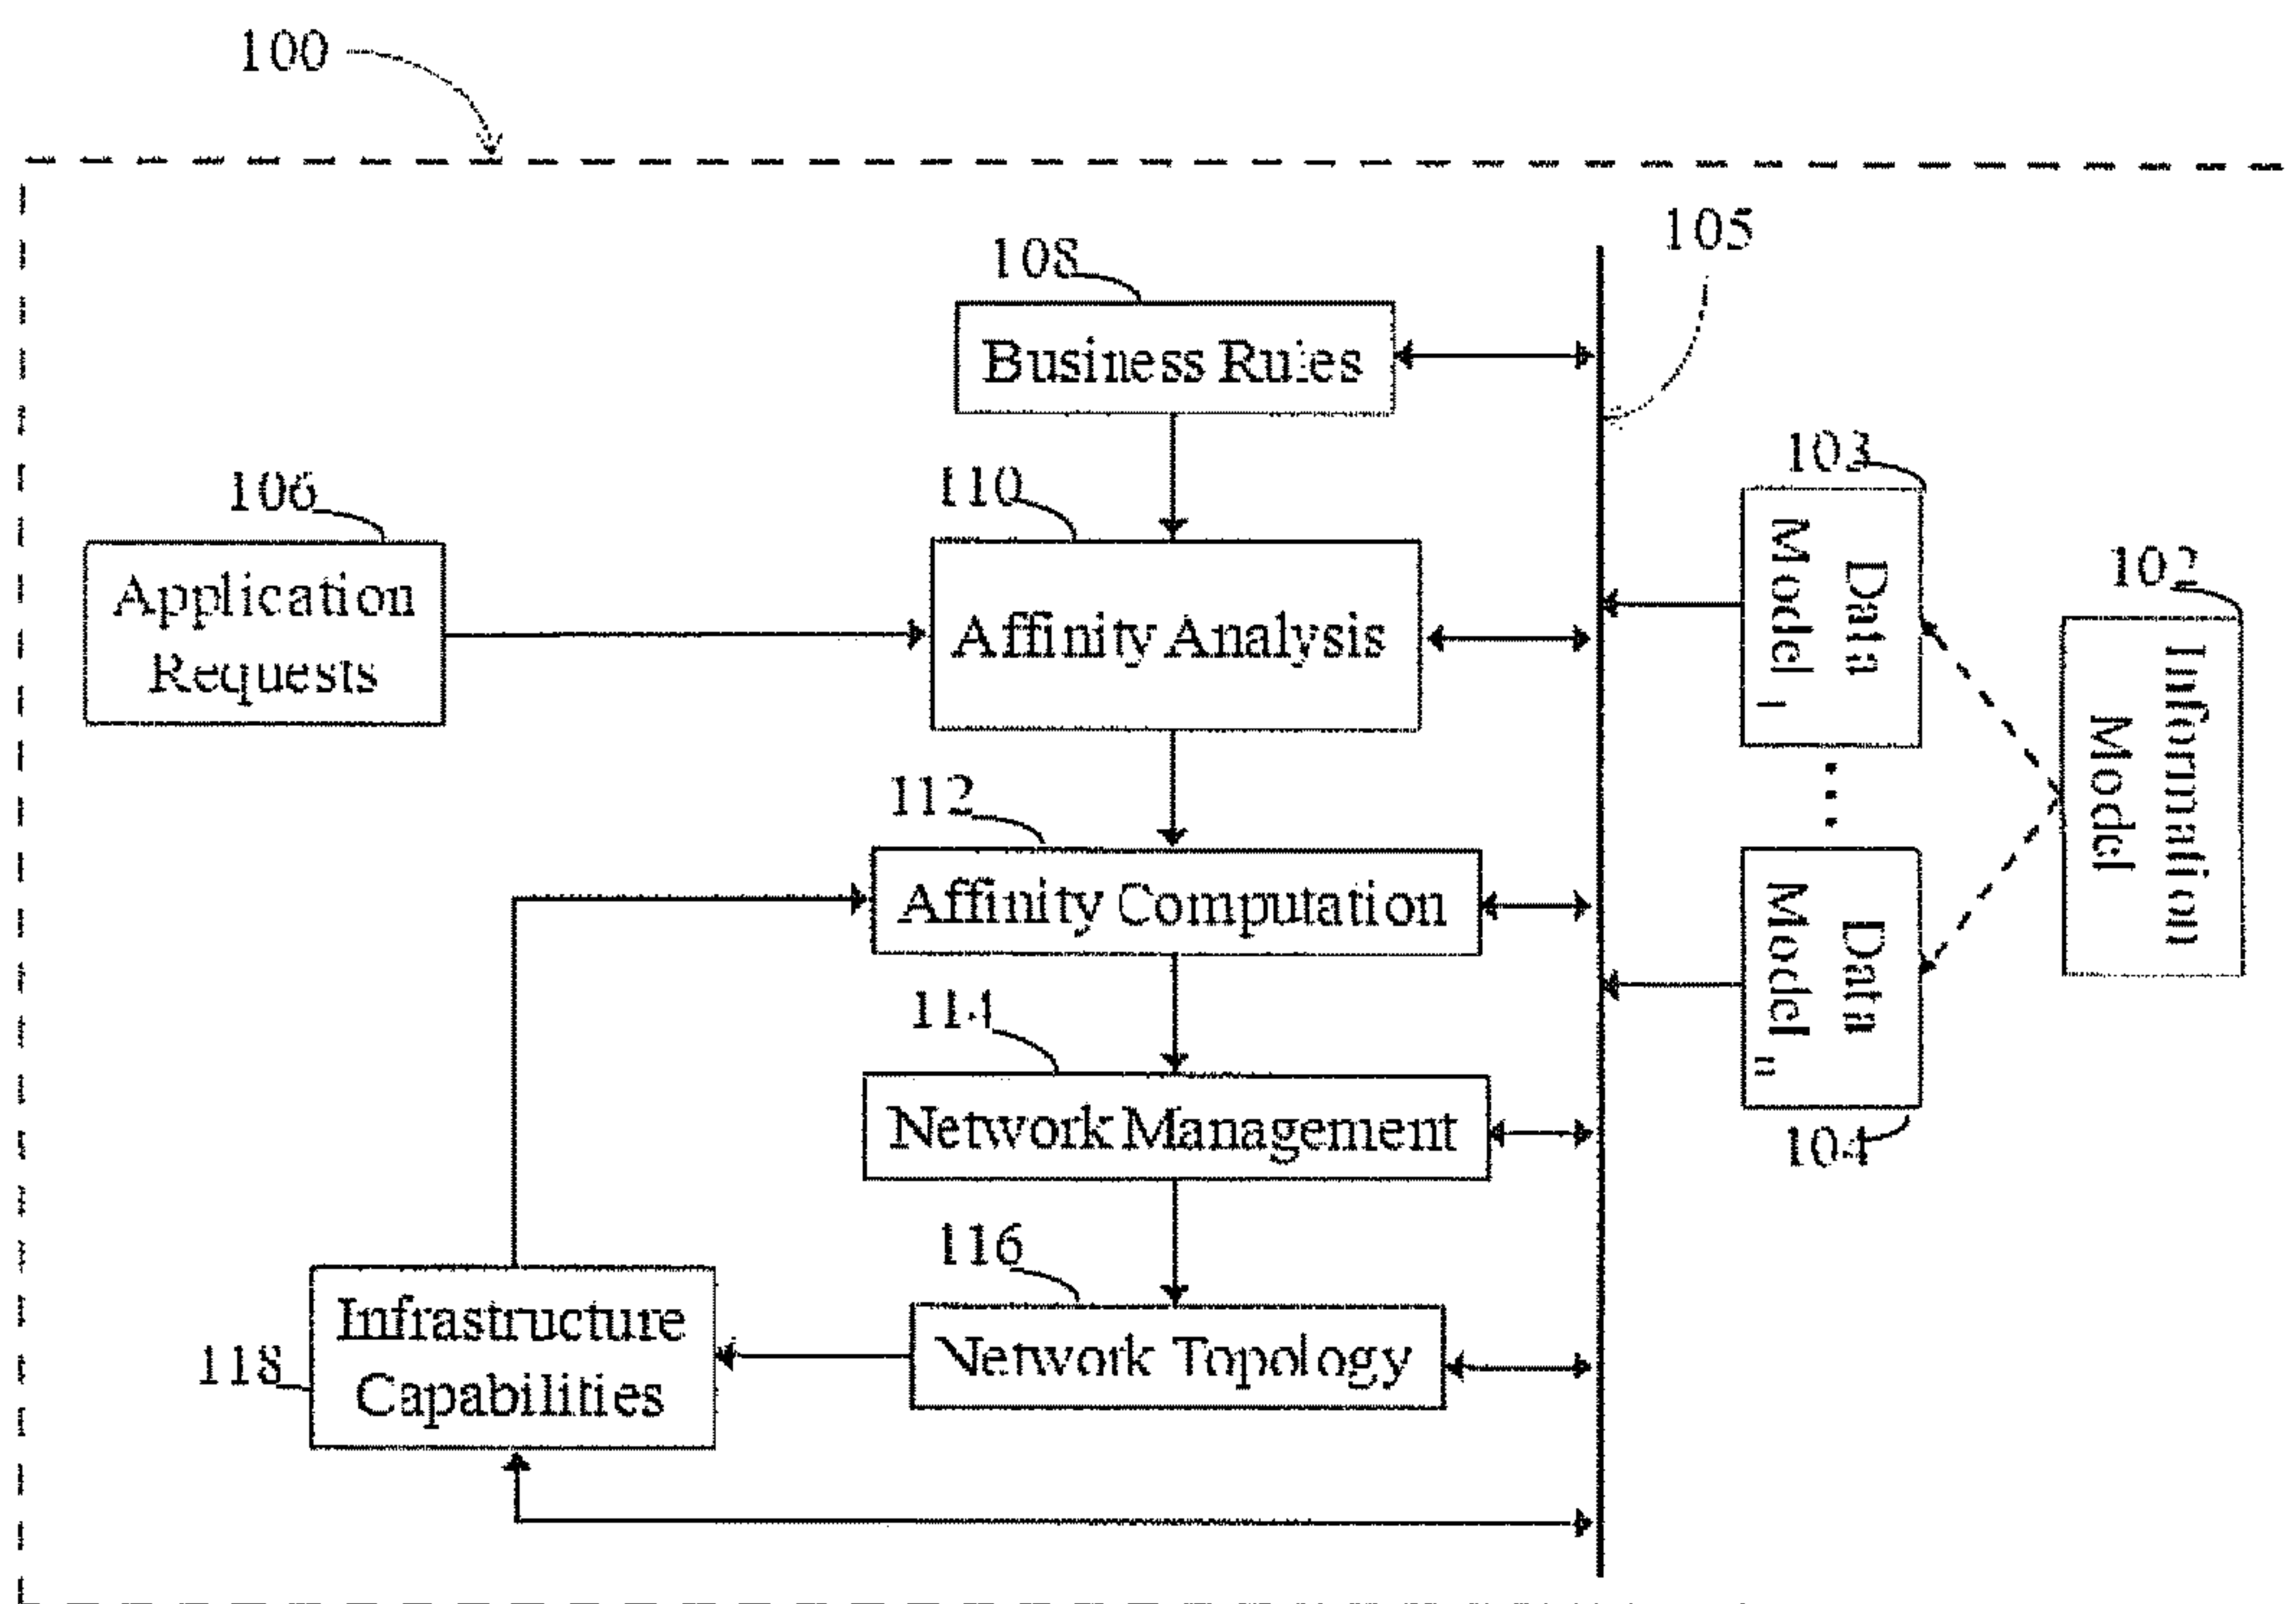 100
105
108
Business Rules
103
106
110
Data
Model 1
102
Application
Requests
Affinity Analysis
Information
Model
112
Affinity Computation
Data
Model n
114
Network Management
104
116
Infrastructure
Capabilities
118
Network Topology